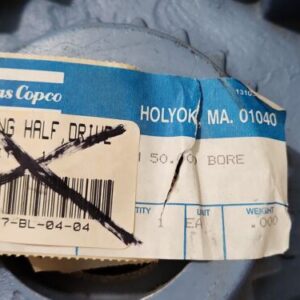 as Copco
HOLYOK, MA. 01040
NG HALF DRIVE
50.00 BORE
TITY UNIT WEIGHT
1 EA .000
7-BL-04-04